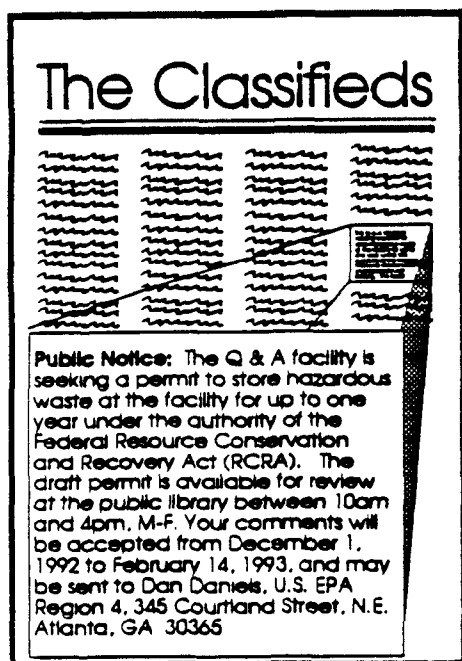 The Classifieds
Public Notice: The Q & A facility is
seeking a permit to store hazardous
waste at the facility for up to one
year under the authority of the
Federal Resource Conservation
and Recovery Act (RCRA). The
draft permit is available for review
at the public library between 10am
and 4pm, M-F. Your comments will
be accepted from December 1,
1992 to February 14, 1993, and may
be sent to Dan Daniels, U.S. EPA
Region 4, 345 Courtland Street, N.E.
Atlanta, GA 30365